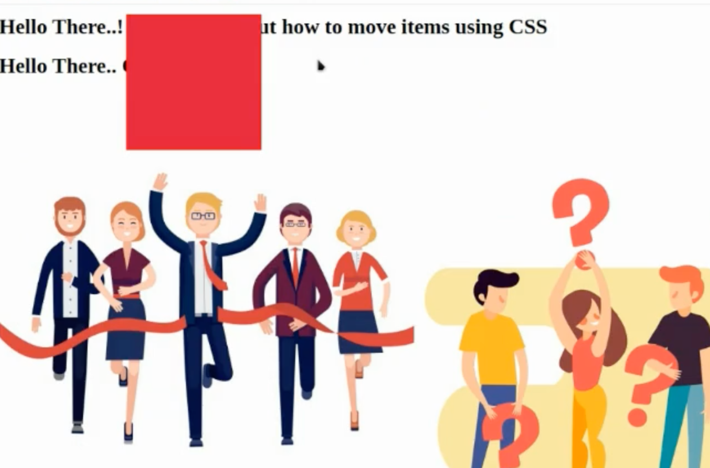 Hello There..! ut how to move items using CSS
Hello There..
? 
? ?